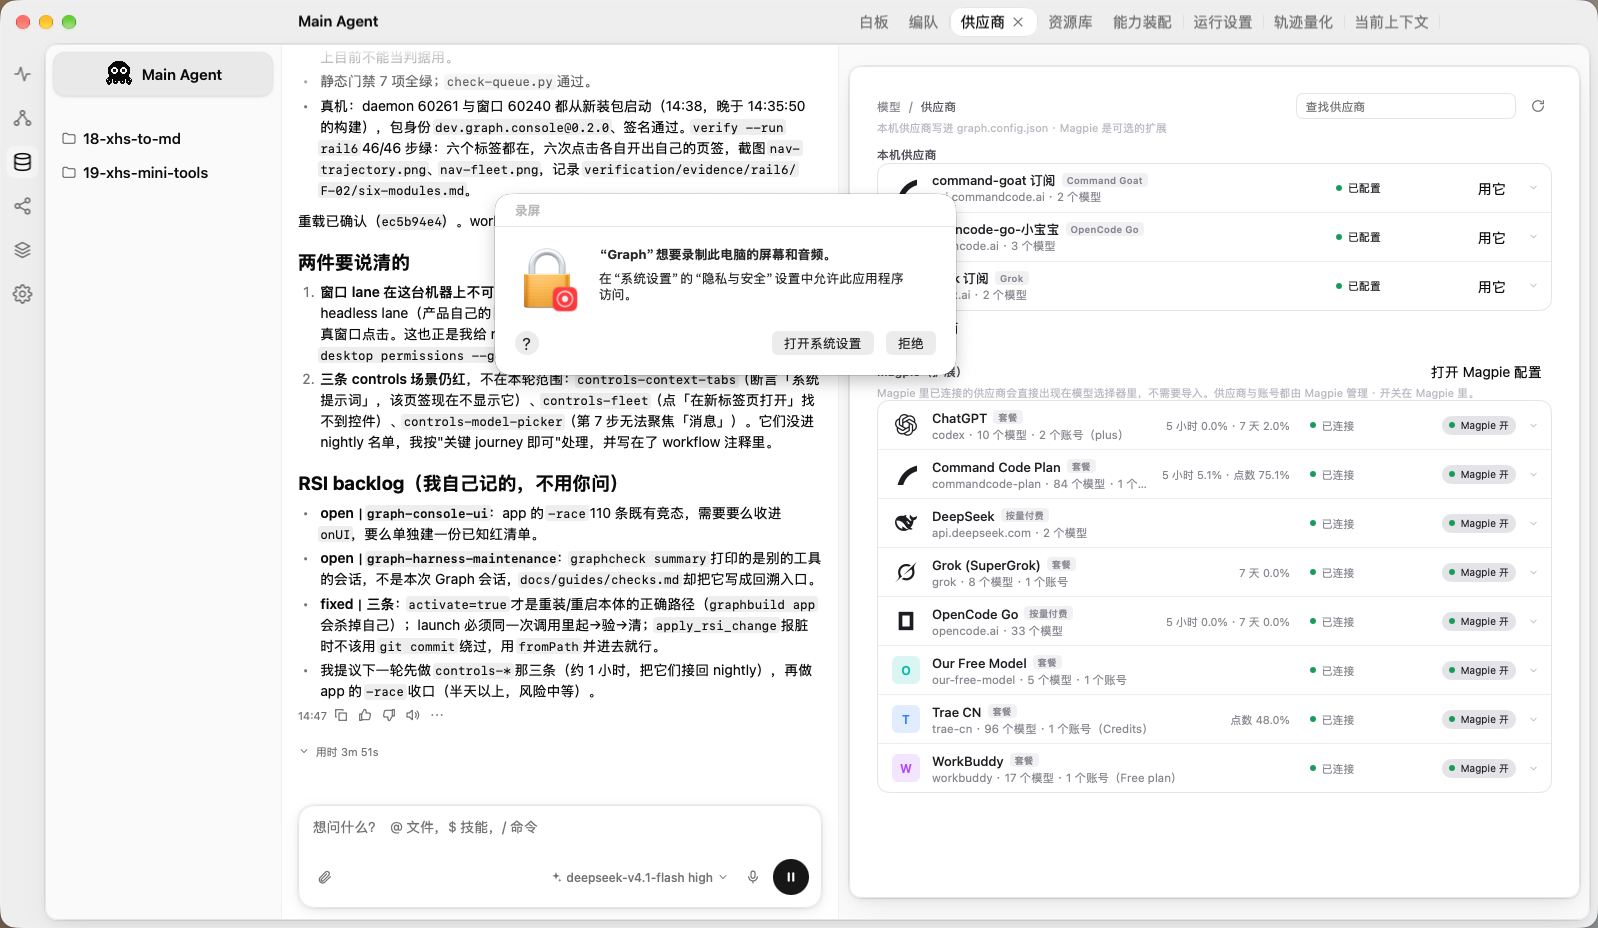 Main Agent
白板
编队
供应商
资源库
能力装配
运行设置
轨迹量化
当前上下文
Main Agent
18-xhs-to-md
19-xhs-mini-tools
上目前不能当判据用。
静态门禁 7 项全绿；check-queue.py 通过。
真机：daemon 60261 与窗口 60240 都从新装包启动（14:38，晚于 14:35:50
的构建），包身份 dev.graph.console@0.2.0、签名通过。verify --run
rail6 46/46 步绿：六个标签都在，六次点击各自开出自己的页签，截图 nav-
trajectory.png、nav-fleet.png，记录 verification/evidence/rail6/
F-02/six-modules.md。
重载已确认（ec5b94e4）。wor
两件要说清的
1. 窗口 lane 在这台机器上不可
headless lane（产品自己的
真窗口点击。这也正是我给
desktop permissions --g
2. 三条 controls 场景仍红，不在本轮范围：controls-context-tabs（断言「系统
提示词」，该页签现在不显示它）、controls-fleet（点「在新标签页打开」找
不到控件）、controls-model-picker（第 7 步无法聚焦「消息」）。它们没进
nightly 名单，我按"关键 journey 即可"处理，并写在了 workflow 注释里。
RSI backlog（我自己记的，不用你问）
open | graph-console-ui：app 的 -race 110 条既有竞态，需要要么收进
onUI，要么单独建一份已知红清单。
open | graph-harness-maintenance：graphcheck summary 打印的是别的工具
的会话，不是本次 Graph 会话，docs/guides/checks.md 却把它写成回溯入口。
fixed | 三条：activate=true 才是重装/重启本体的正确路径（graphbuild app
会杀掉自己）；launch 必须同一次调用里起→验→清；apply_rsi_change 报脏
时不该用 git commit 绕过，用 fromPath 并进去就行。
我提议下一轮先做 controls-* 那三条（约 1 小时，把它们接回 nightly），再做
app 的 -race 收口（半天以上，风险中等）。
14:47
用时 3m 51s
想问什么？ @ 文件，$ 技能，/ 命令
deepseek-v4.1-flash high
录屏
“Graph”想要录制此电脑的屏幕和音频。
在“系统设置”的“隐私与安全”设置中允许此应用程序
访问。
?
打开系统设置
拒绝
模型 / 供应商
查找供应商
本机供应商写进 graph.config.json · Magpie 是可选的扩展
本机供应商
command-goat 订阅 Command Goat
commandcode.ai · 2 个模型
已配置
用它
ncode-go-小宝宝 OpenCode Go
ncode.ai · 3 个模型
已配置
用它
订阅 Grok
.ai · 2 个模型
已配置
用它
打开 Magpie 配置
Magpie 里已连接的供应商会直接出现在模型选择器里，不需要导入。供应商与账号都由 Magpie 管理 · 开关在 Magpie 里。
ChatGPT 套餐
codex · 10 个模型 · 2 个账号（plus）
5 小时 0.0% · 7 天 2.0%
已连接
Magpie 开
Command Code Plan 套餐
commandcode-plan · 84 个模型 · 1 个...
5 小时 5.1% · 点数 75.1%
已连接
Magpie 开
DeepSeek 按量付费
api.deepseek.com · 2 个模型
已连接
Magpie 开
Grok (SuperGrok) 套餐
grok · 8 个模型 · 1 个账号
7 天 0.0%
已连接
Magpie 开
OpenCode Go 按量付费
opencode.ai · 33 个模型
5 小时 0.0% · 7 天 0.0%
已连接
Magpie 开
O
Our Free Model 套餐
our-free-model · 5 个模型 · 1 个账号
已连接
Magpie 开
T
Trae CN 套餐
trae-cn · 96 个模型 · 1 个账号（Credits）
点数 48.0%
已连接
Magpie 开
W
WorkBuddy 套餐
workbuddy · 17 个模型 · 1 个账号（Free plan）
已连接
Magpie 开